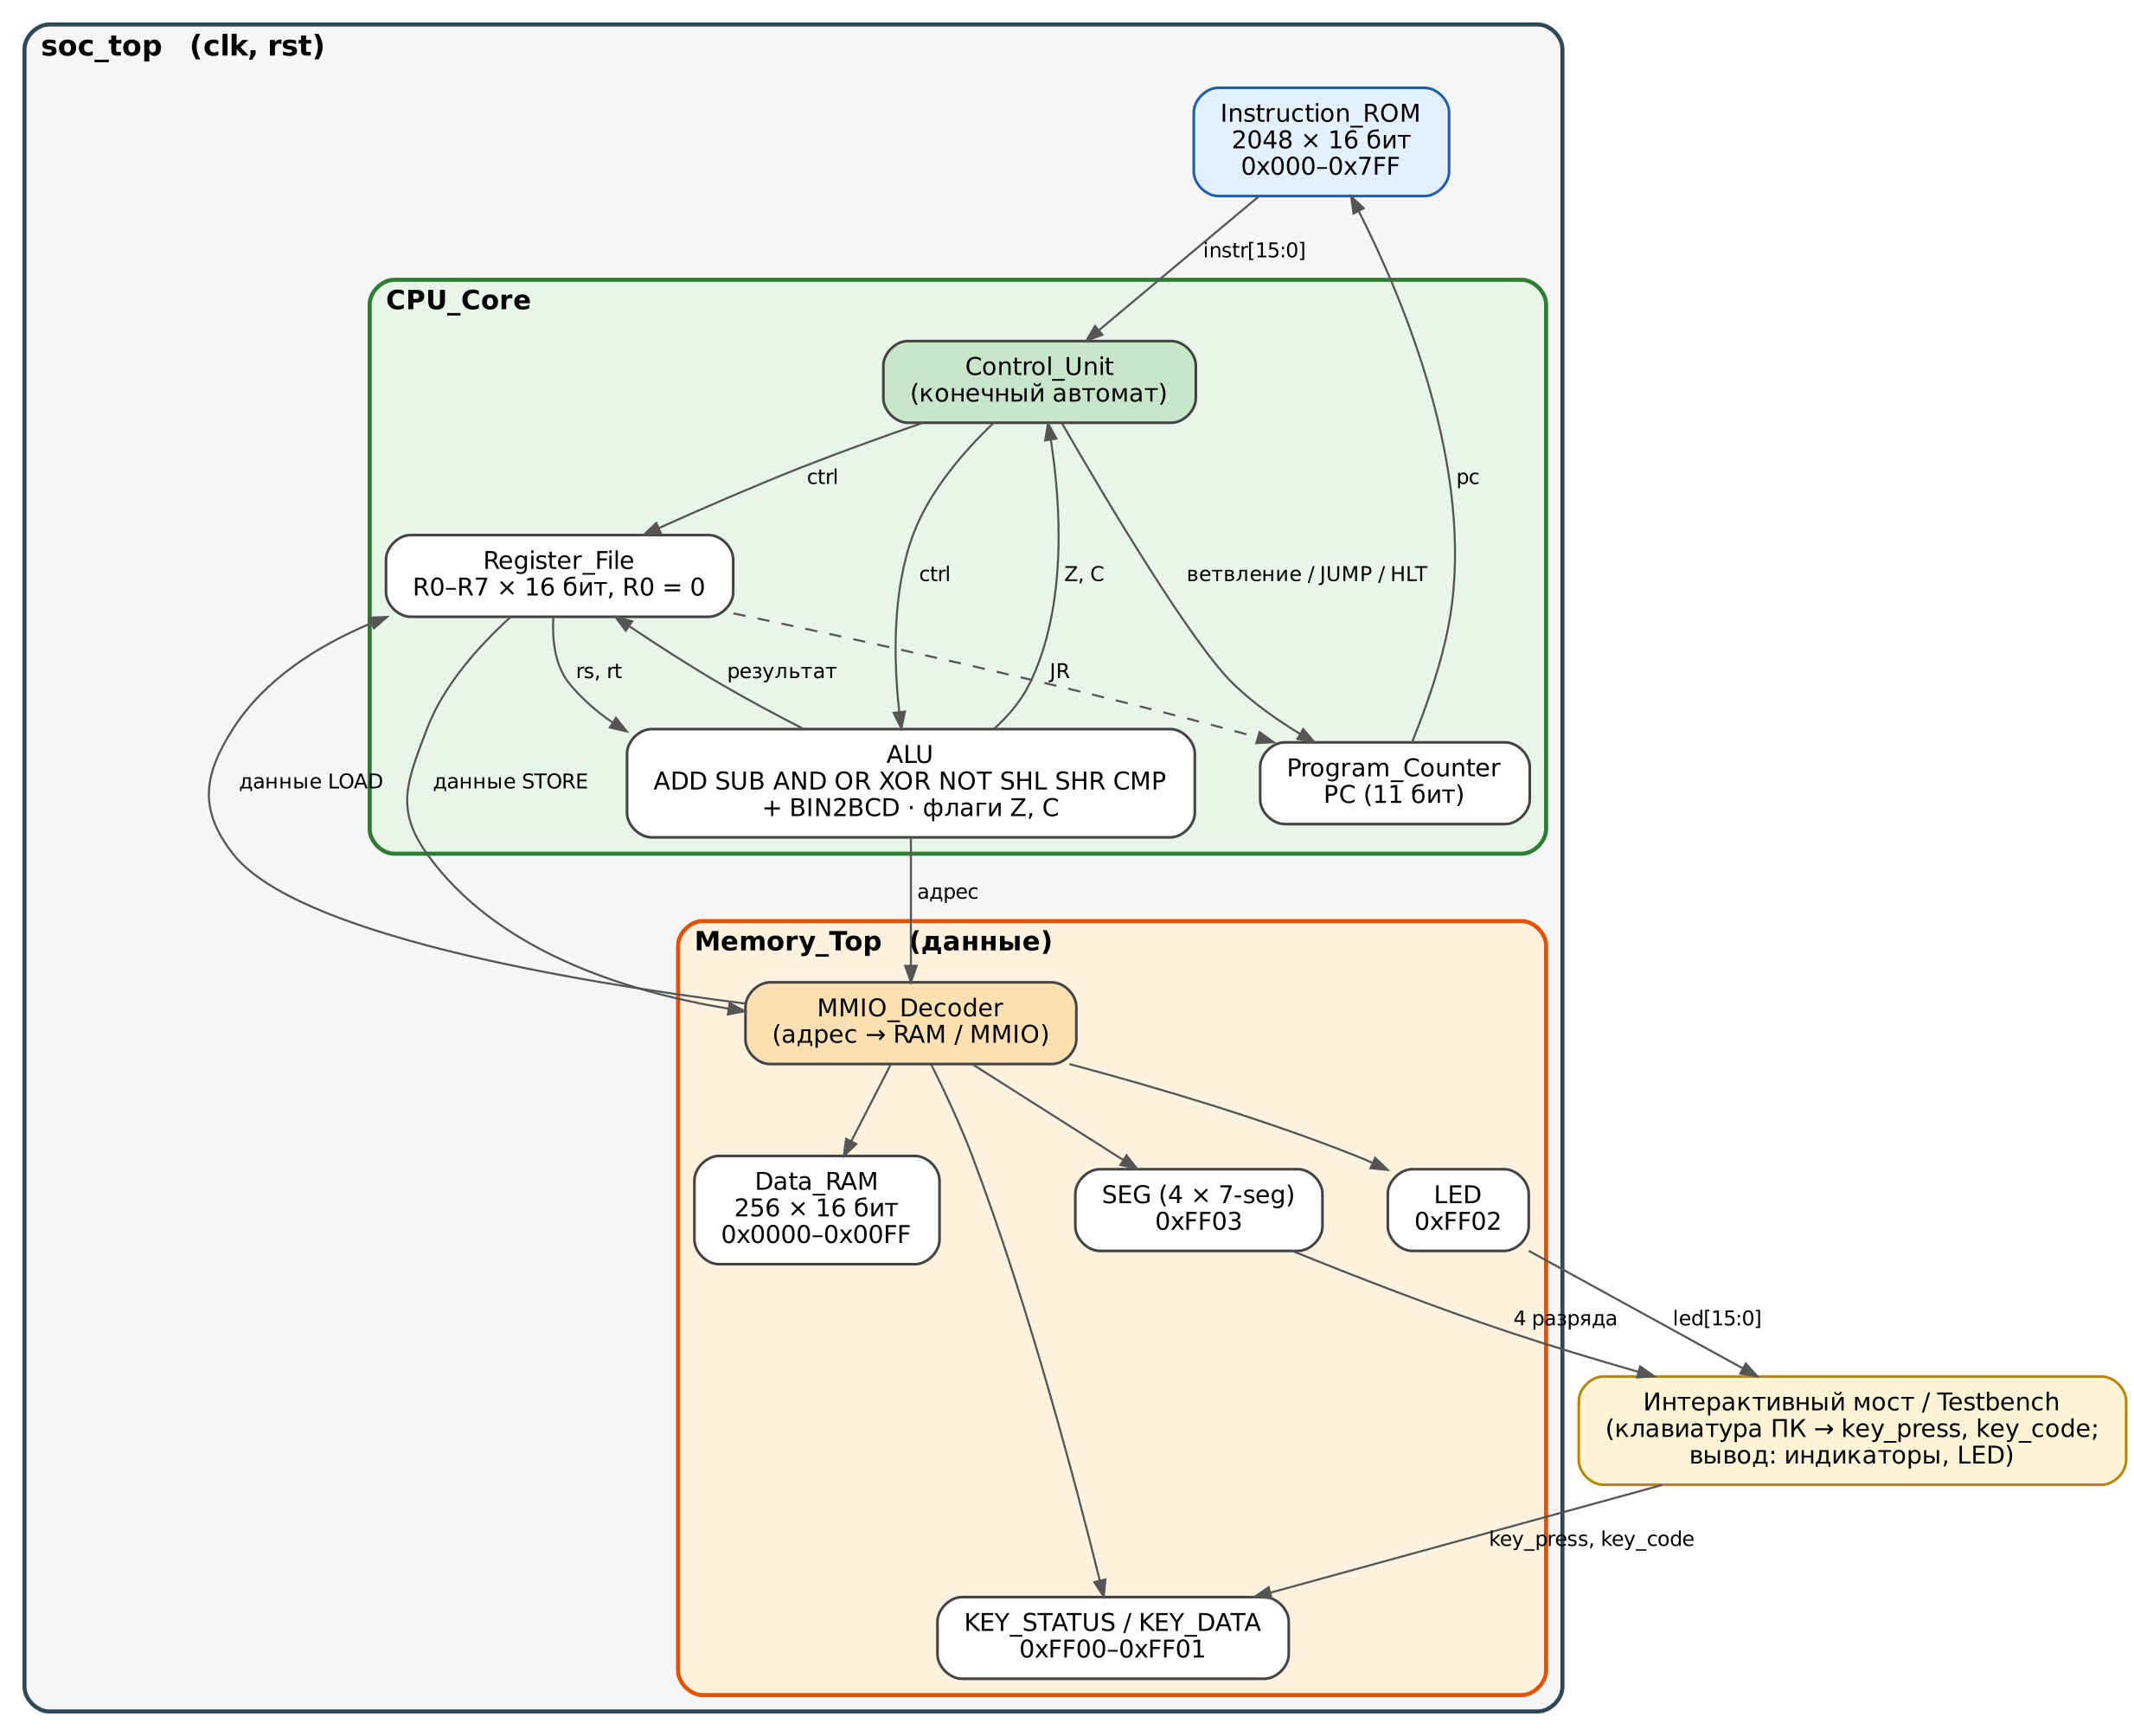 soc_top (clk, rst)
Instruction_ROM
2048 × 16 бит
0x000–0x7FF
instr[15:0]
CPU_Core
Control_Unit
(конечный автомат)
ctrl
pc
Register_File
R0–R7 × 16 бит, R0 = 0
ctrl
Z, C
ветвление / JUMP / HLT
rs, rt
результат
JR
данные LOAD
данные STORE
ALU
ADD SUB AND OR XOR NOT SHL SHR CMP
+ BIN2BCD · флаги Z, C
Program_Counter
PC (11 бит)
адрес
Memory_Top (данные)
MMIO_Decoder
(адрес → RAM / MMIO)
Data_RAM
256 × 16 бит
0x0000–0x00FF
SEG (4 × 7-seg)
0xFF03
LED
0xFF02
4 разряда
led[15:0]
Интерактивный мост / Testbench
(клавиатура ПК → key_press, key_code;
вывод: индикаторы, LED)
key_press, key_code
KEY_STATUS / KEY_DATA
0xFF00–0xFF01